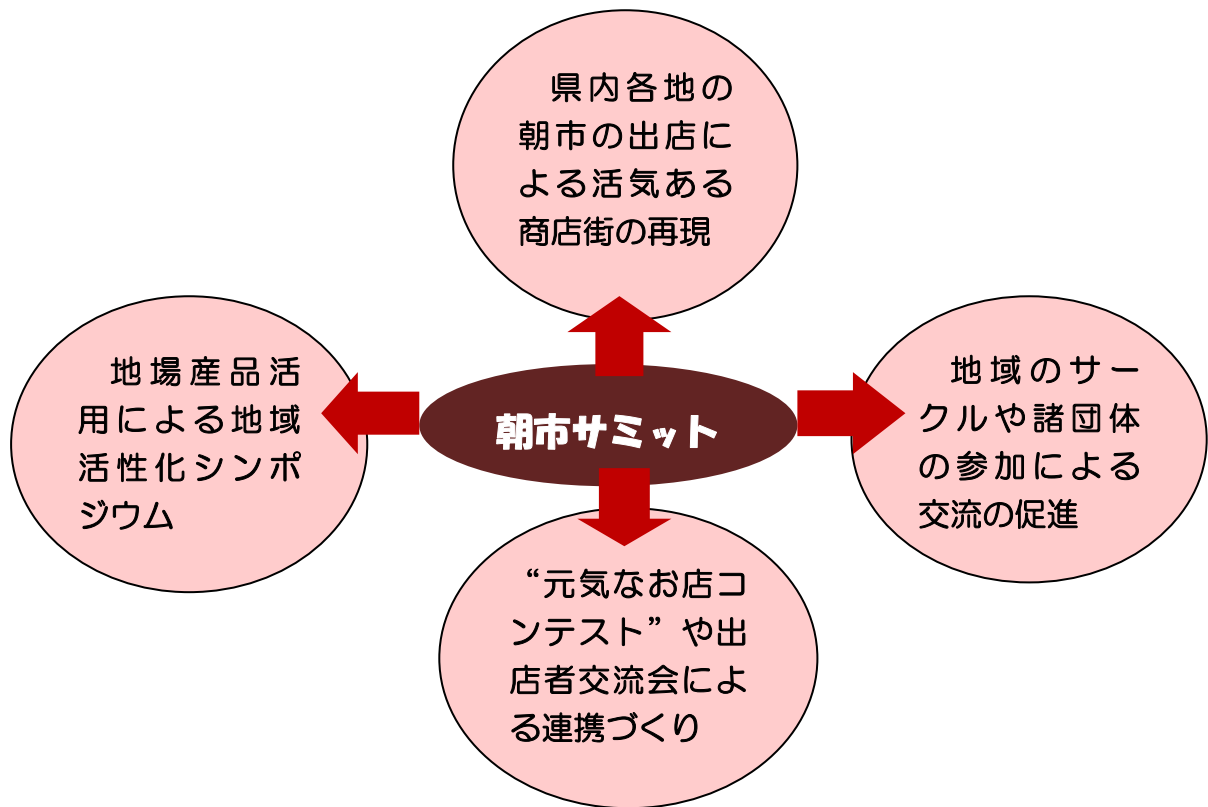 県内各地の
朝市の出店に
よる活気ある
商店街の再現
地場産品活
用による地域
活性化シンポ
ジウム
朝市サミット
地域のサー
クルや諸団体
の参加による
交流の促進
“元気なお店コ
ンテスト”や出
店者交流会によ
る連携づくり